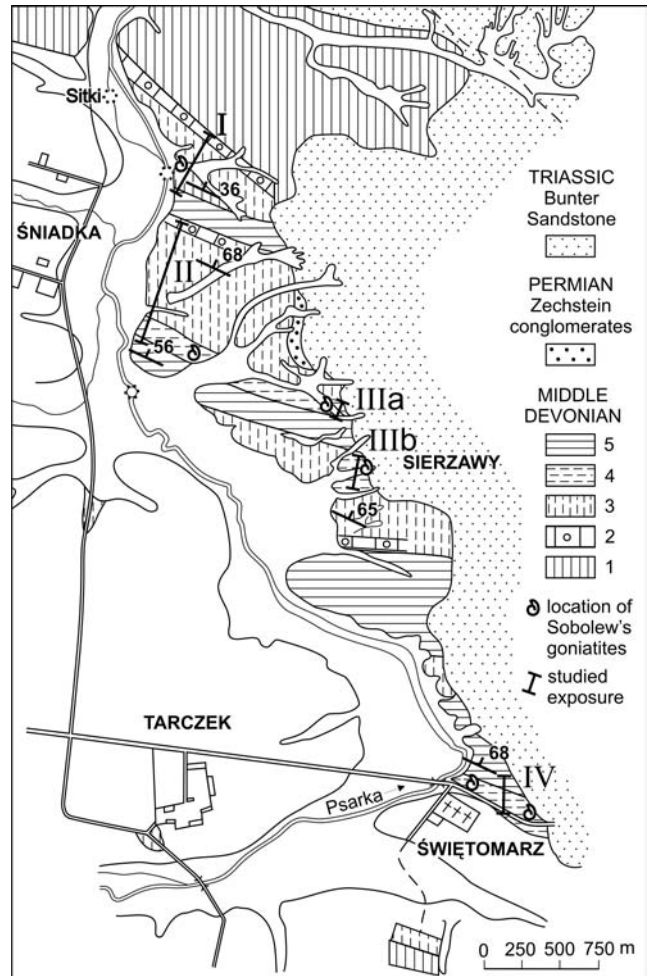 Sitki
I
36
ŚNIADKA
68
II
56
IIIa
IIIb
SIERZAWY
65
TARCZEK
68
IV
Psarka
ŚWIĘTOMARZ
TRIASSIC
Bunter
Sandstone
PERMIAN
Zechstein
conglomerates
MIDDLE
DEVONIAN
5
4
3
2
1
location of
Sobolew's
goniatites
studied
exposure
0 250 500 750 m